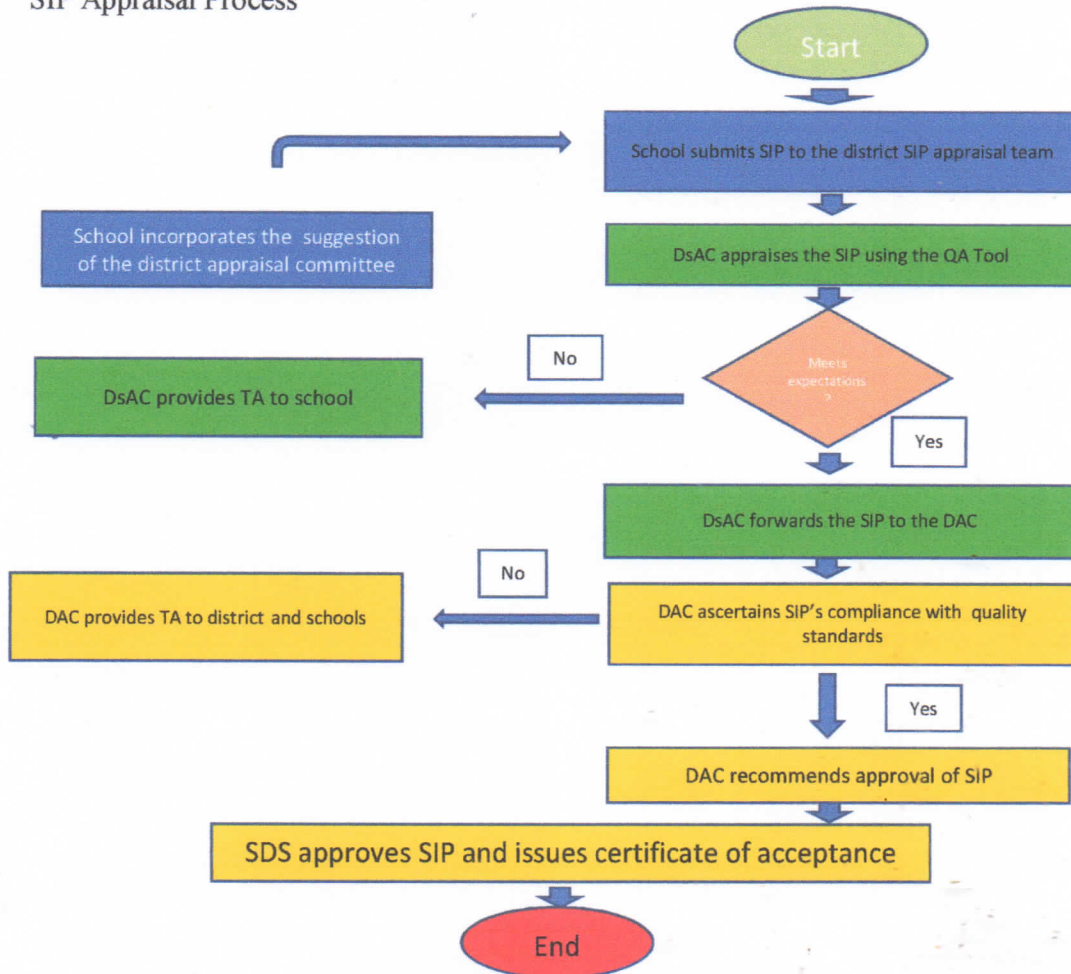 SIP Appraisal Process
Start
School submits SIP to the district SIP appraisal team
School incorporates the suggestion
of the district appraisal committee
DsAC appraises the SIP using the QA Tool
Meets
expectations
?
No
DsAC provides TA to school
Yes
DsAC forwards the SIP to the DAC
No
DAC provides TA to district and schools
DAC ascertains SIP's compliance with quality
standards
Yes
DAC recommends approval of SIP
SDS approves SIP and issues certificate of acceptance
End